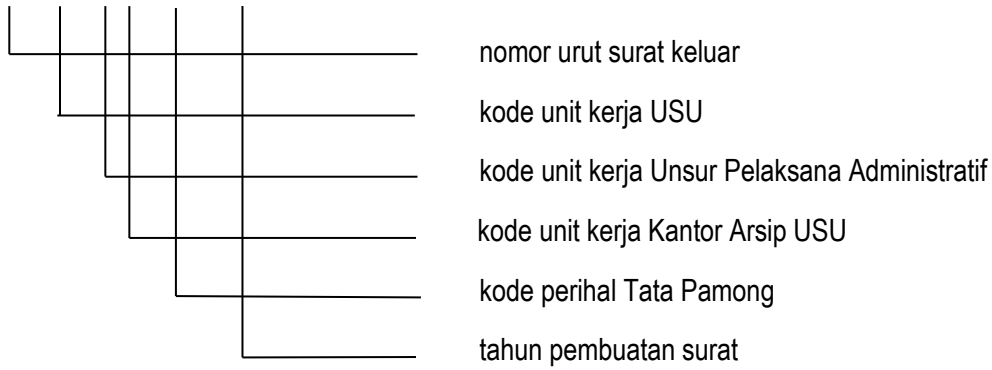 nomor urut surat keluar
kode unit kerja USU
kode unit kerja Unsur Pelaksana Administratif
kode unit kerja Kantor Arsip USU
kode perihal Tata Pamong
tahun pembuatan surat